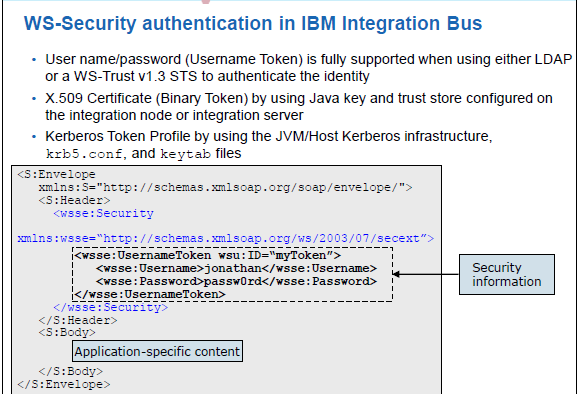 WS-Security authentication in IBM Integration Bus
• User name/password (Username Token) is fully supported when using either LDAP
or a WS-Trust v1.3 STS to authenticate the identity
• X.509 Certificate (Binary Token) by using Java key and trust store configured on
the integration node or integration server
• Kerberos Token Profile by using the JVM/Host Kerberos infrastructure,
krb5.conf, and keytab files
<S:Envelope
xmlns:S="http://schemas.xmlsoap.org/soap/envelope/">
<S:Header>
<wsse:Security
xmlns:wsse="http://schemas.xmlsoap.org/ws/2003/07/secext">
<wsse:UsernameToken wsu:ID="myToken">
<wsse:Username>jonathan</wsse:Username>
<wsse:Password>passw0rd</wsse:Password>
</wsse:UsernameToken>
Security
information
</wsse:Security>
</S:Header>
<S:Body>
Application-specific content
</S:Body>
</S:Envelope>